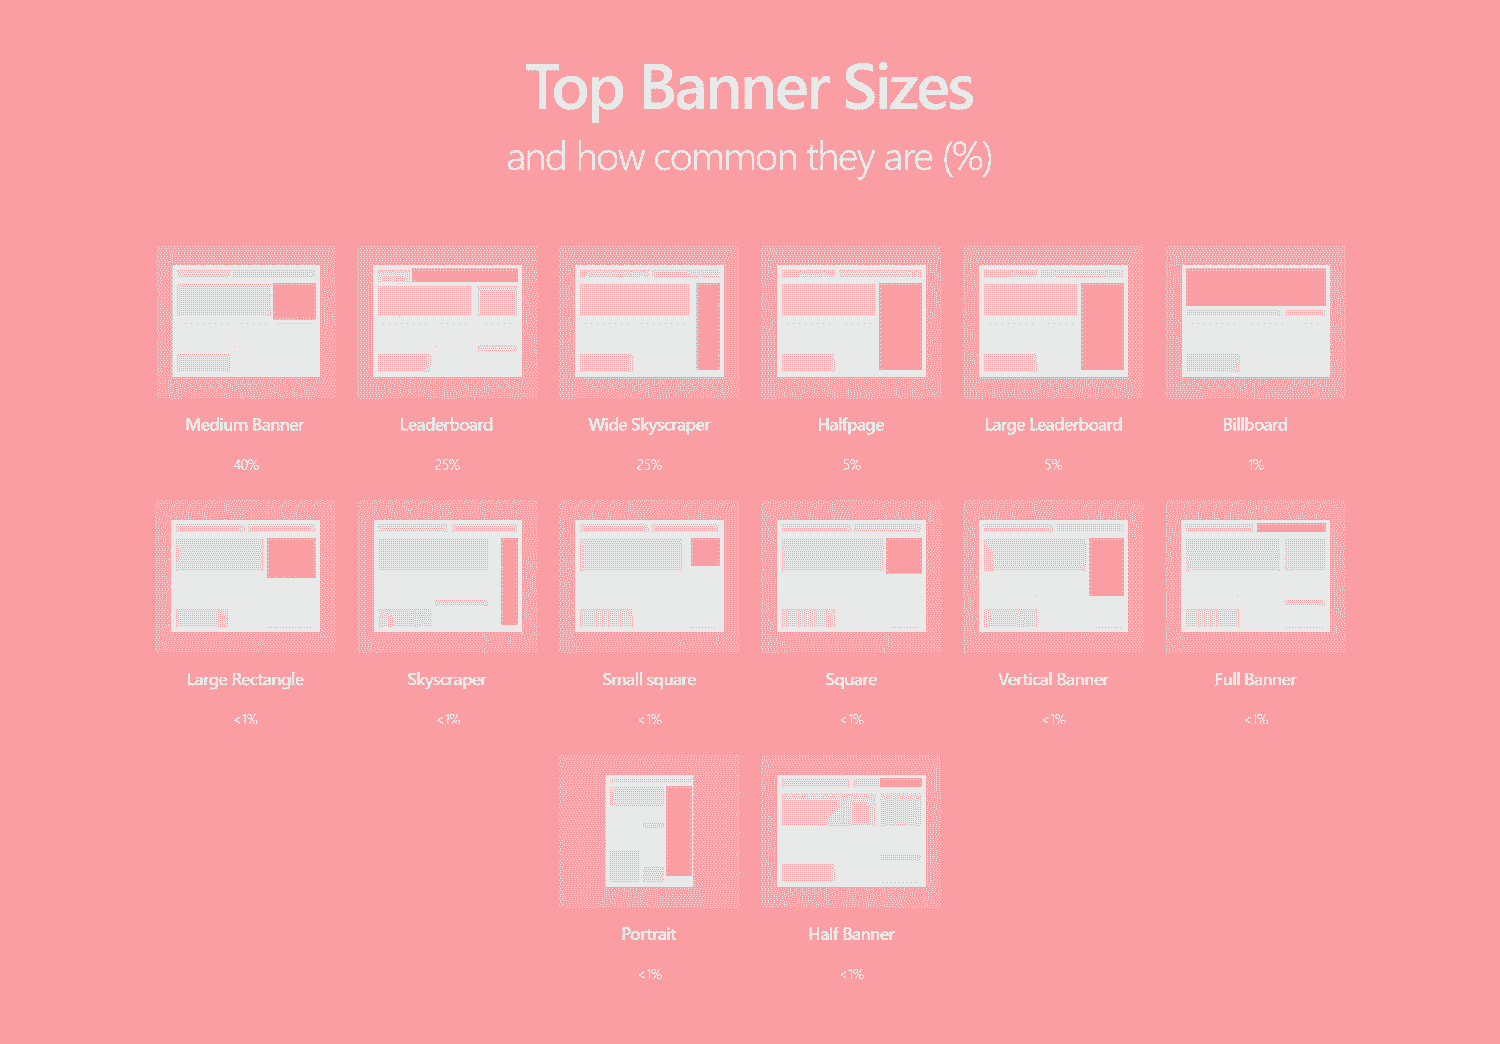 Top Banner Sizes
and how common they are (%)
Medium Banner
40%
Leaderboard
25%
Wide Skyscraper
25%
Halfpage
5%
Large Leaderboard
5%
Billboard
1%
Large Rectangle
<1%
Skyscraper
<1%
Small square
<1%
Square
<1%
Vertical Banner
<1%
Full Banner
<1%
Portrait
<1%
Half Banner
<1%